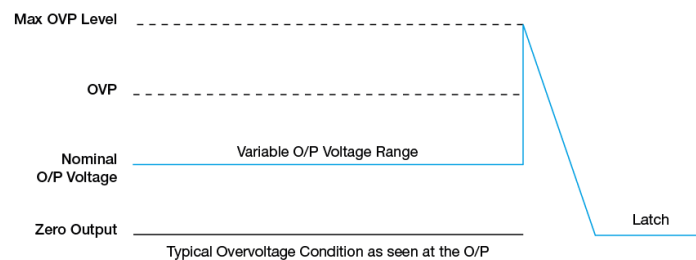 Max OVP Level
OVP
Variable O/P Voltage Range
Nominal
O/P Voltage
Latch
Zero Output
Typical Overvoltage Condition as seen at the O/P